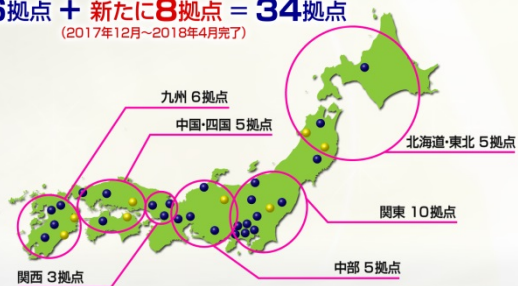 6拠点 + 新たに8拠点 = 34拠点
(2017年12月～2018年4月完了)
九州 6拠点
中国・四国 5拠点
北海道・東北 5拠点
関東 10拠点
中部 5拠点
関西 3拠点